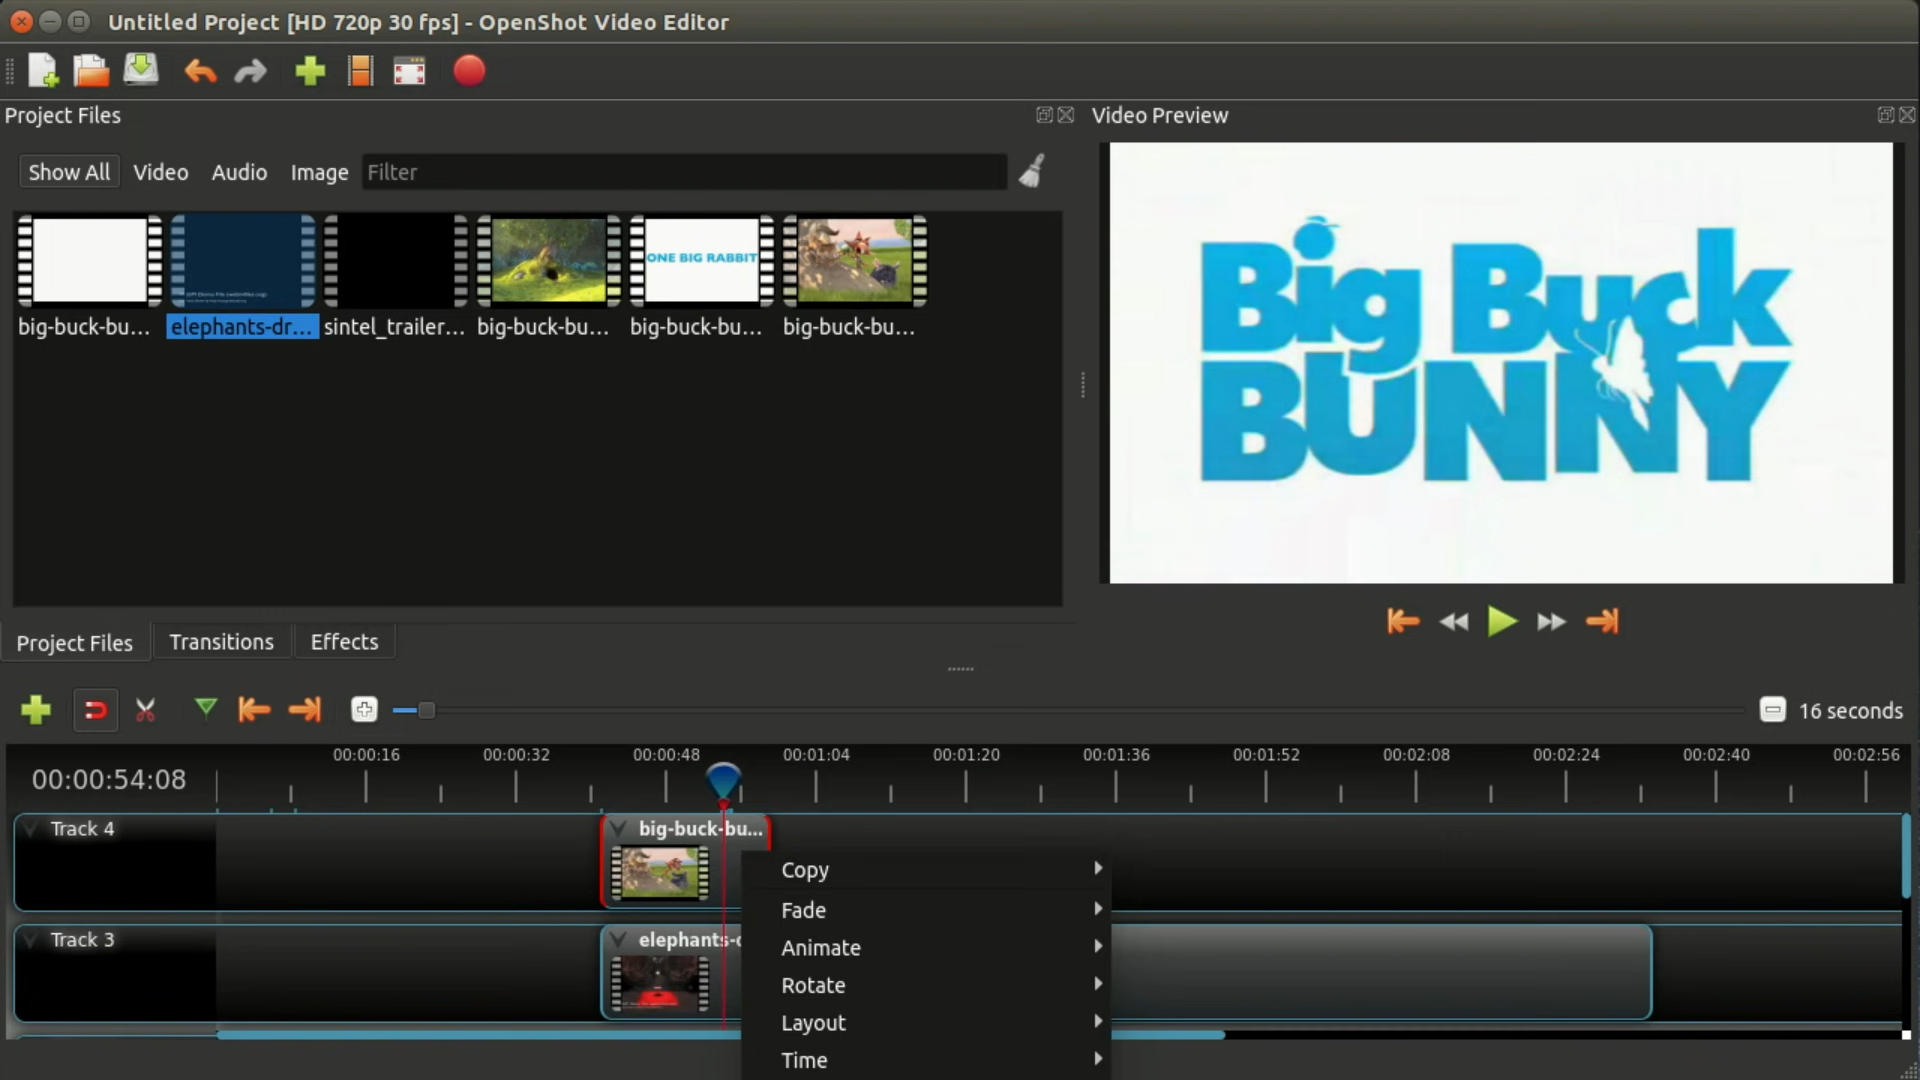 Untitled Project [HD 720p 30 fps] - OpenShot Video Editor
Project Files
Video Preview
Show All
Video
Audio
Image
Filter
ONE BIG RABBIT
big-buck-bu...
elephants-dr...
sintel_trailer...
big-buck-bu...
big-buck-bu...
big-buck-bu...
Big Buck
BUNNY
Project Files
Transitions
Effects
16 seconds
00:00:54:08
00:00:16
00:00:32
00:00:48
00:01:04
00:01:20
00:01:36
00:01:52
00:02:08
00:02:24
00:02:40
00:02:56
Track 4
big-buck-bu...
Track 3
elephants-
Copy
Fade
Animate
Rotate
Layout
Time